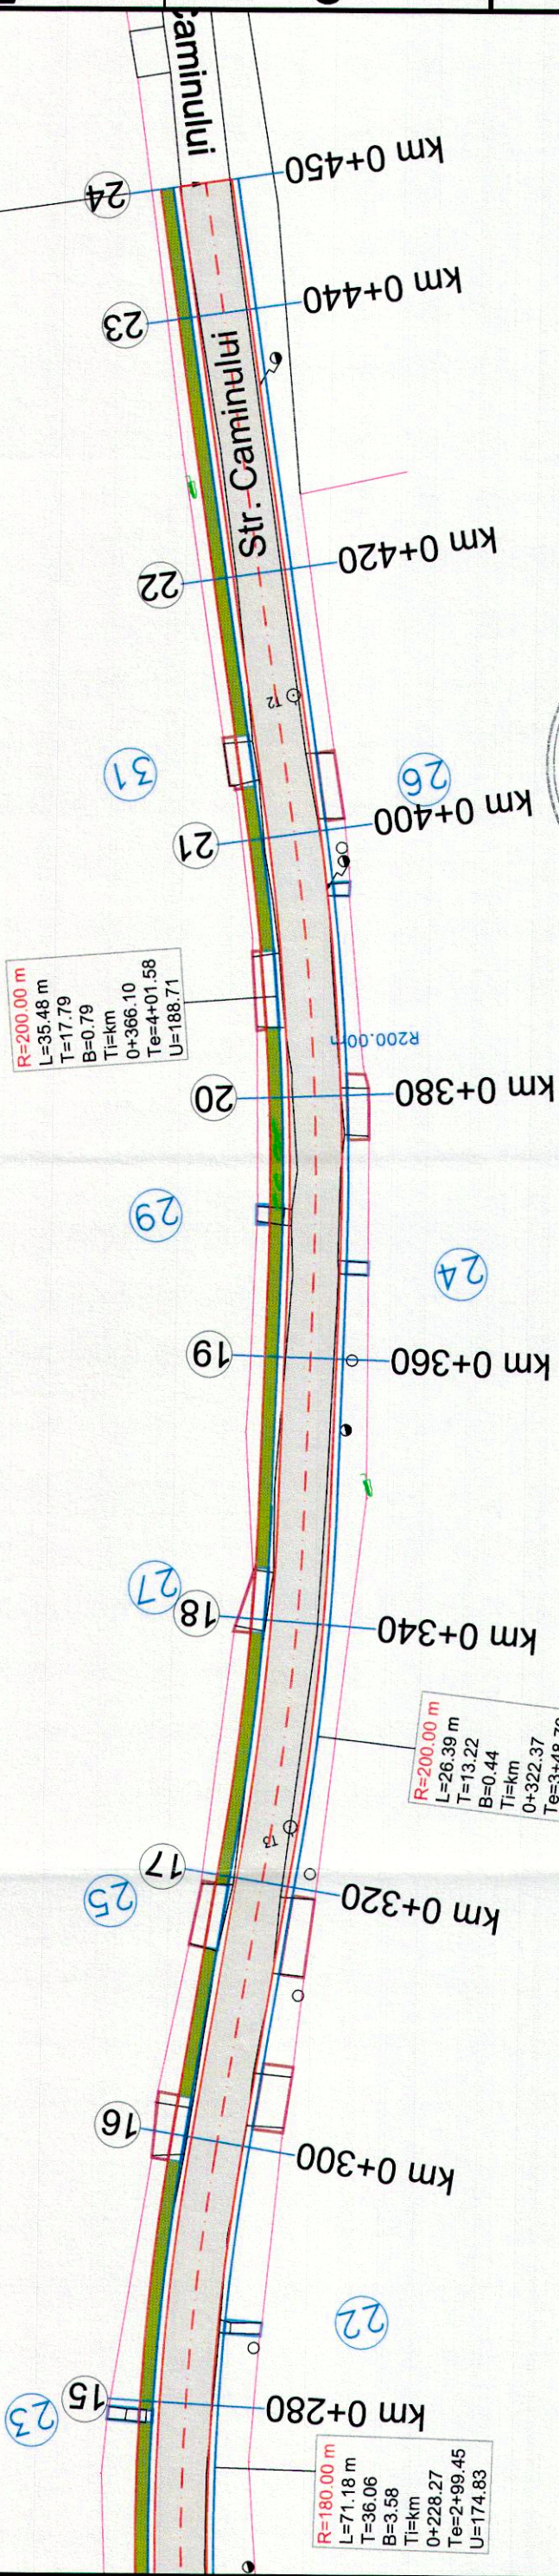 Caminului
km 0+450
24
km 0+440
23
Str. Caminului
km 0+420
22
T2
31
26
km 0+400
21
R=200.00 m
L=35.48 m
T=17.79
B=0.79
Ti=km
0+366.10
Te=4+01.58
U=188.71
R200.00m
km 0+380
20
29
24
km 0+360
19
27
18
km 0+340
R=200.00 m
L=26.39 m
T=13.22
B=0.44
Ti=km
0+322.37
T3
17
25
km 0+320
16
km 0+300
22
15
23
km 0+280
R=180.00 m
L=71.18 m
T=36.06
B=3.58
Ti=km
0+228.27
Te=2+99.45
U=174.83